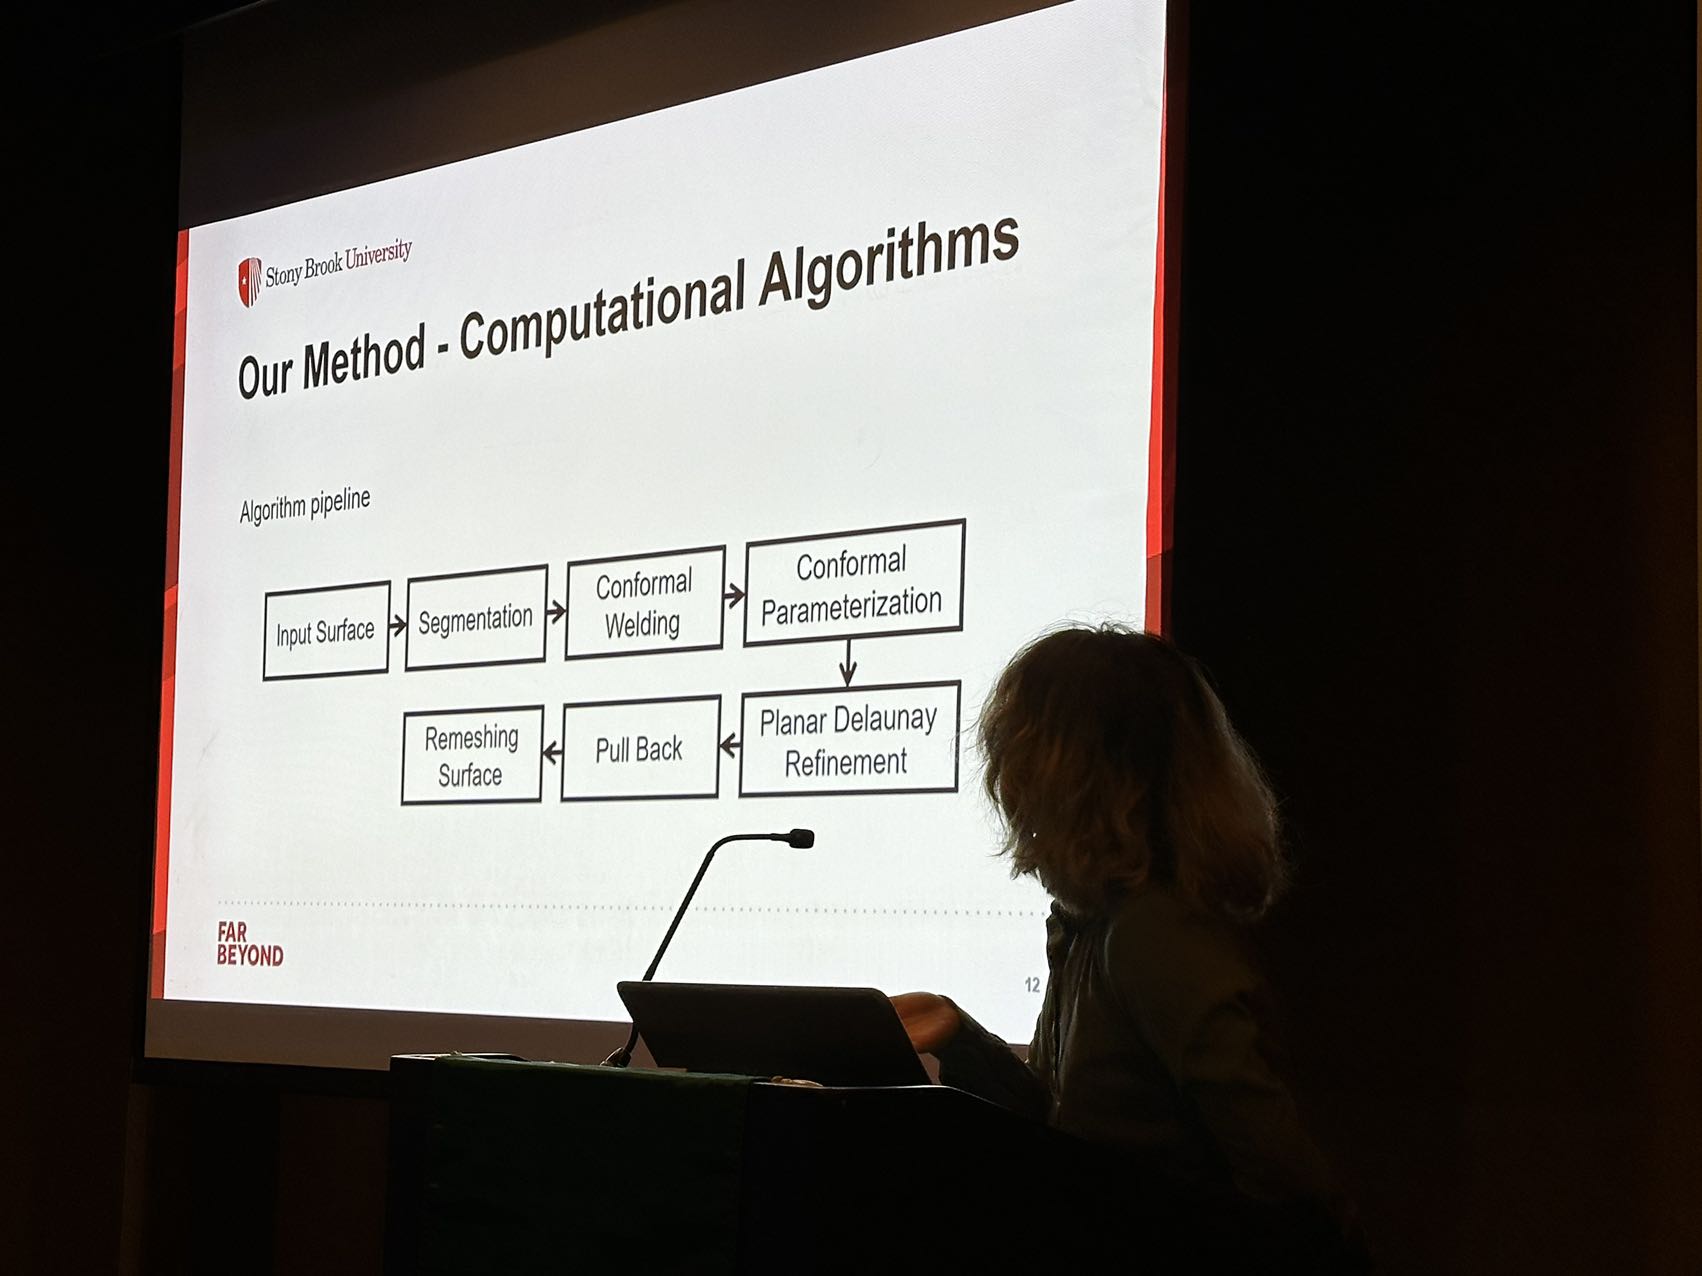 Stony Brook University
Our Method - Computational Algorithms
Algorithm pipeline
Input Surface
Segmentation
Conformal
Welding
Conformal
Parameterization
Planar Delaunay
Refinement
Pull Back
Remeshing
Surface
FAR
BEYOND
12